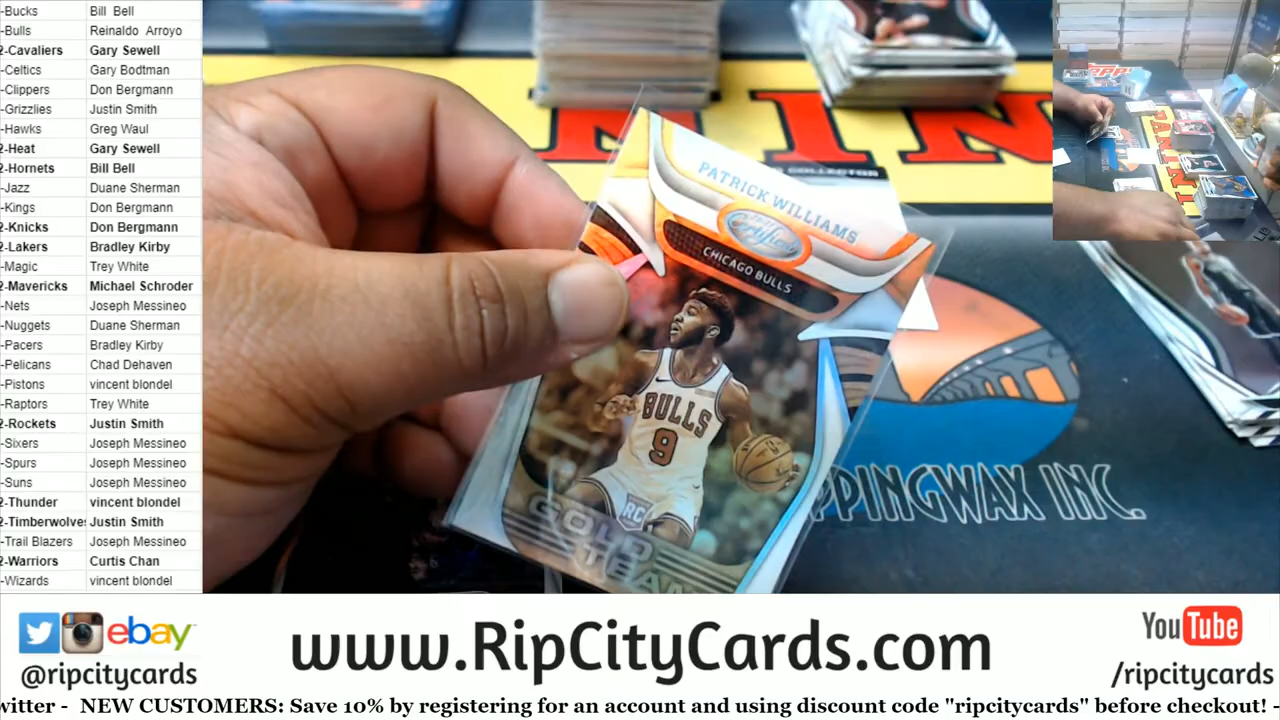 -Bucks Bill Bell
-Bulls Reinaldo Arroyo
2-Cavaliers Gary Sewell
-Celtics Gary Bodtman
-Clippers Don Bergmann
-Grizzlies Justin Smith
-Hawks Greg Waul
2-Heat Gary Sewell
2-Hornets Bill Bell
-Jazz Duane Sherman
-Kings Don Bergmann
2-Knicks Don Bergmann
2-Lakers Bradley Kirby
-Magic Trey White
2-Mavericks Michael Schroder
-Nets Joseph Messineo
-Nuggets Duane Sherman
-Pacers Bradley Kirby
-Pelicans Chad Dehaven
-Pistons vincent blondel
-Raptors Trey White
2-Rockets Justin Smith
-Sixers Joseph Messineo
-Spurs Joseph Messineo
-Suns Joseph Messineo
2-Thunder vincent blondel
2-Timberwolves Justin Smith
-Trail Blazers Joseph Messineo
2-Warriors Curtis Chan
-Wizards vincent blondel
PANINI
COLLECTOR
PATRICK WILLIAMS
Certified
CHICAGO BULLS
BULLS
9
RC
GOLD
TEAM
PPINGWAX INC.
PANINI
ebay
@ripcitycards
www.RipCityCards.com
YouTube
/ripcitycards
witter - NEW CUSTOMERS: Save 10% by registering for an account and using discount code "ripcitycards" before checkout! -